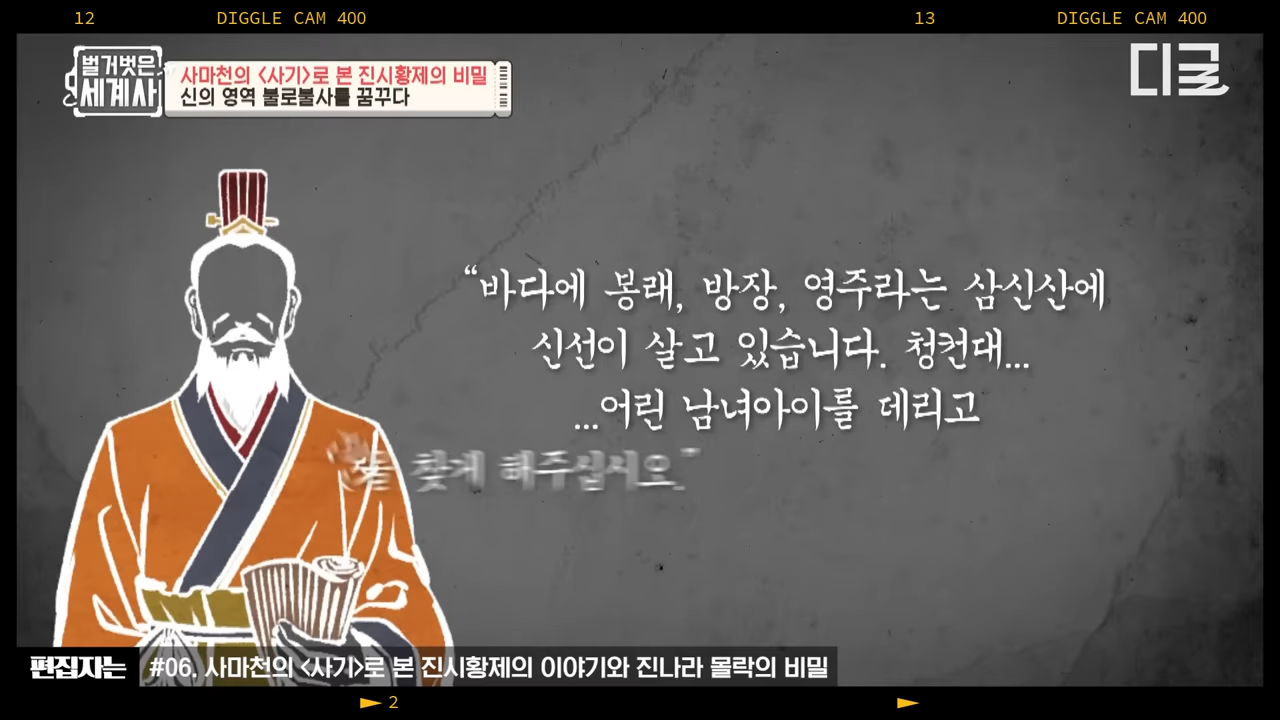 12 DIGGLE CAM 400 13 DIGGLE CAM 400
벌거벗은
세계사
사마천의 <사기>로 본 진시황제의 비밀
신의 영역 불로불사를 꿈꾸다
디글
“바다에 봉래, 방장, 영주라는 삼신산에
신선이 살고 있습니다. 청컨대...
...어린 남녀아이를 데리고
를 찾게 해주십시오.”
편집자는 #06. 사마천의 <사기>로 본 진시황제의 이야기와 진나라 몰락의 비밀
2